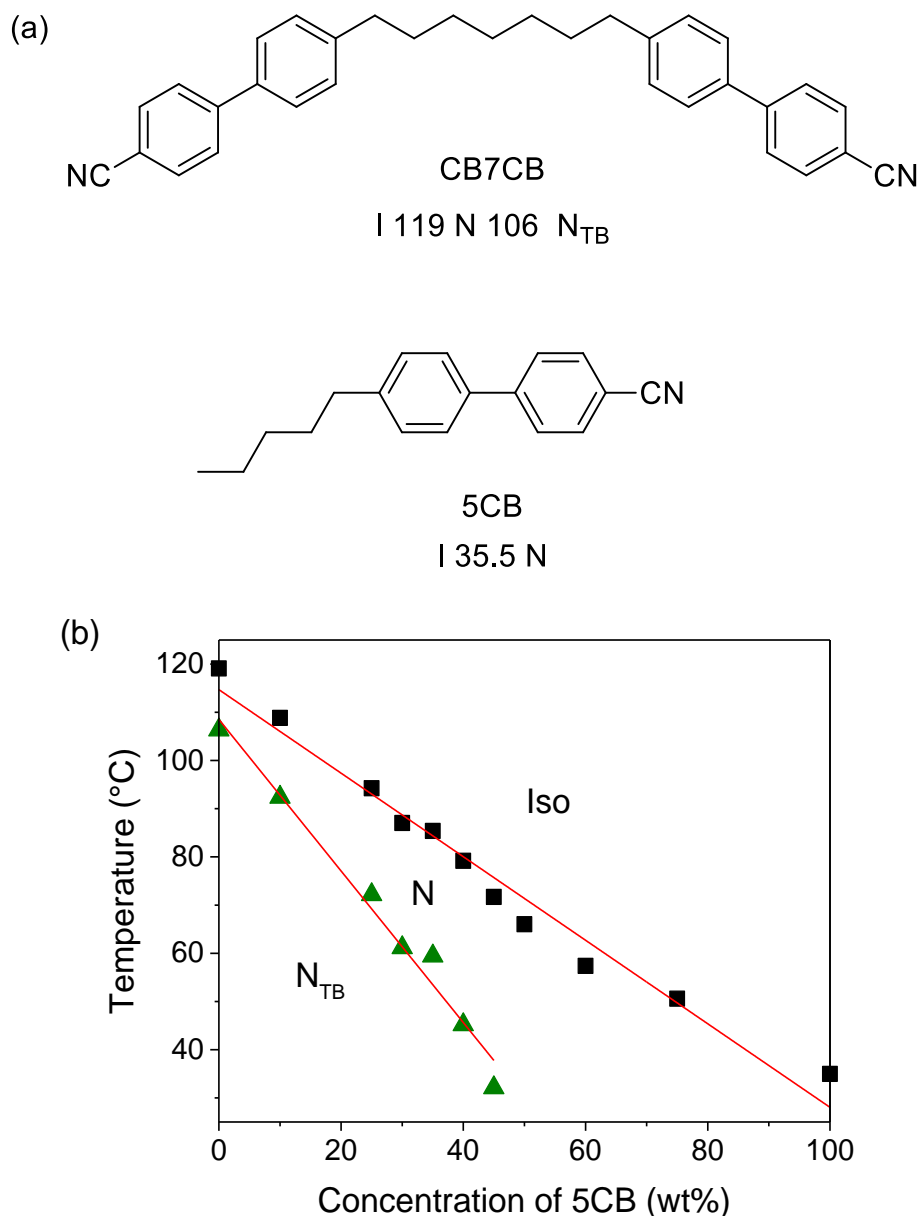 (a)
NC
CN
CB7CB
I 119 N 106 N_TB
CN
5CB
I 35.5 N
(b)
120
100
80
60
40
Iso
N
N_TB
0 20 40 60 80 100
Temperature (°C)
Concentration of 5CB (wt%)